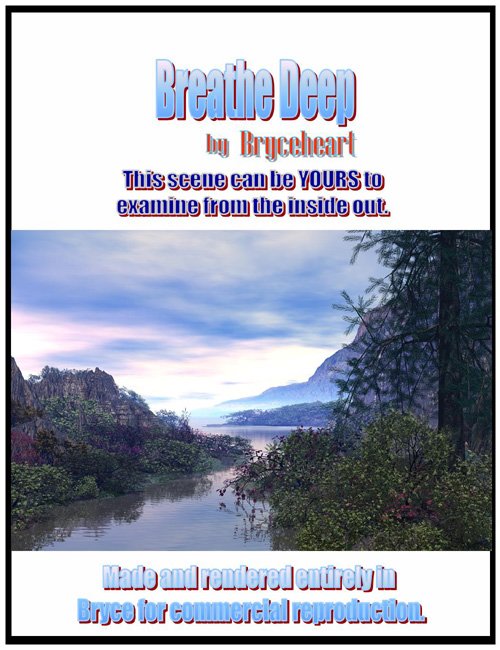 Breathe Deep
by Bryceheart
This scene can be YOURS to
examine from the inside out.
Made and rendered entirely in
Bryce for commercial reproduction.